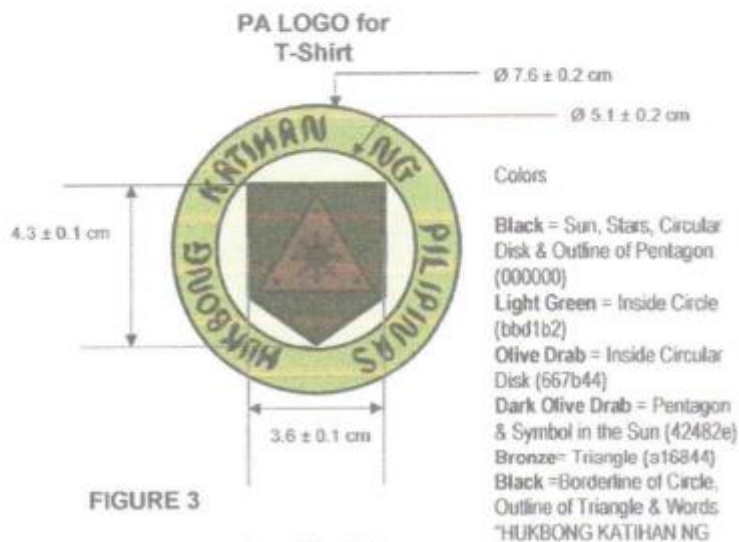 PA LOGO for
T-Shirt
Ø 7.6 ± 0.2 cm
Ø 5.1 ± 0.2 cm
HUKBONG KATIHAN NG PILIPINAS
4.3 ± 0.1 cm
3.6 ± 0.1 cm
Colors
Black = Sun, Stars, Circular
Disk & Outline of Pentagon
(000000)
Light Green = Inside Circle
(bbd1b2)
Olive Drab = Inside Circular
Disk (667b44)
Dark Olive Drab = Pentagon
& Symbol in the Sun (42482e)
Bronze= Triangle (a16844)
Black =Borderline of Circle,
Outline of Triangle & Words
"HUKBONG KATIHAN NG
FIGURE 3